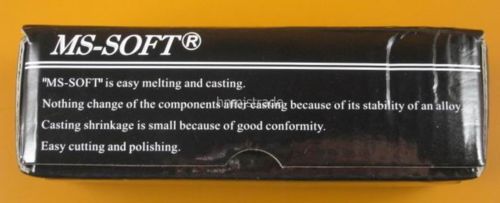 MS-SOFT®
"MS-SOFT" is easy melting and casting.
Nothing change of the components after casting because of its stability of an alloy.
Casting shrinkage is small because of good conformity.
Easy cutting and polishing.